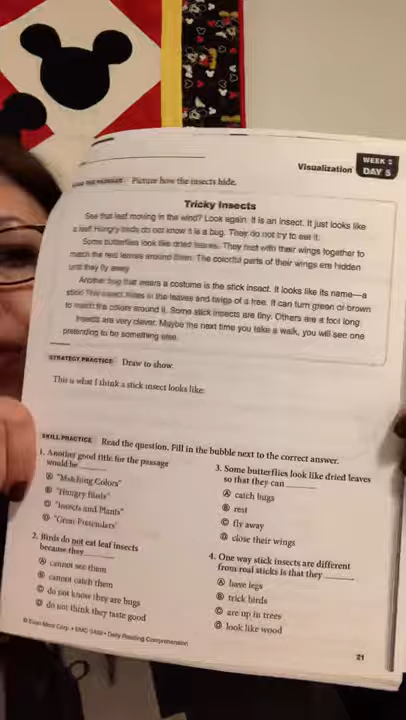 WEEK 2
Visualization DAY 5
READ THE PASSAGE Picture how the insects hide.
Tricky Insects
See that leaf moving in the wind? Look again. It is an insect. It just looks like
a leaf. Hungry birds do not know it is a bug. They do not try to eat it.
Some butterflies look like dried leaves. They rest with their wings together to
match the real leaves around them. The colorful parts of their wings are hidden
until they fly away.
Another bug that wears a costume is the stick insect. It looks like its name—a
stick! This insect hides in the leaves and twigs of a tree. It can turn green or brown
to match the colors around it. Some stick insects are tiny. Others are a foot long.
Insects are very clever. Maybe the next time you take a walk, you will see one
pretending to be something else.
STRATEGY PRACTICE Draw to show.
This is what I think a stick insect looks like:
SKILL PRACTICE Read the question. Fill in the bubble next to the correct answer.
1. Another good title for the passage
would be
Ⓐ "Matching Colors"
Ⓑ "Hungry Birds"
Ⓒ "Insects and Plants"
Ⓓ "Great Pretenders"
2. Birds do not eat leaf insects
because they
Ⓐ cannot see them
Ⓑ cannot catch them
Ⓒ do not know they are bugs
Ⓓ do not think they taste good
3. Some butterflies look like dried leaves
so that they can
Ⓐ catch bugs
Ⓑ rest
Ⓒ fly away
Ⓓ close their wings
4. One way stick insects are different
from real sticks is that they
Ⓐ have legs
Ⓑ trick birds
Ⓒ are up in trees
Ⓓ look like wood
© Evan-Moor Corp. • EMC 3452 • Daily Reading Comprehension
21